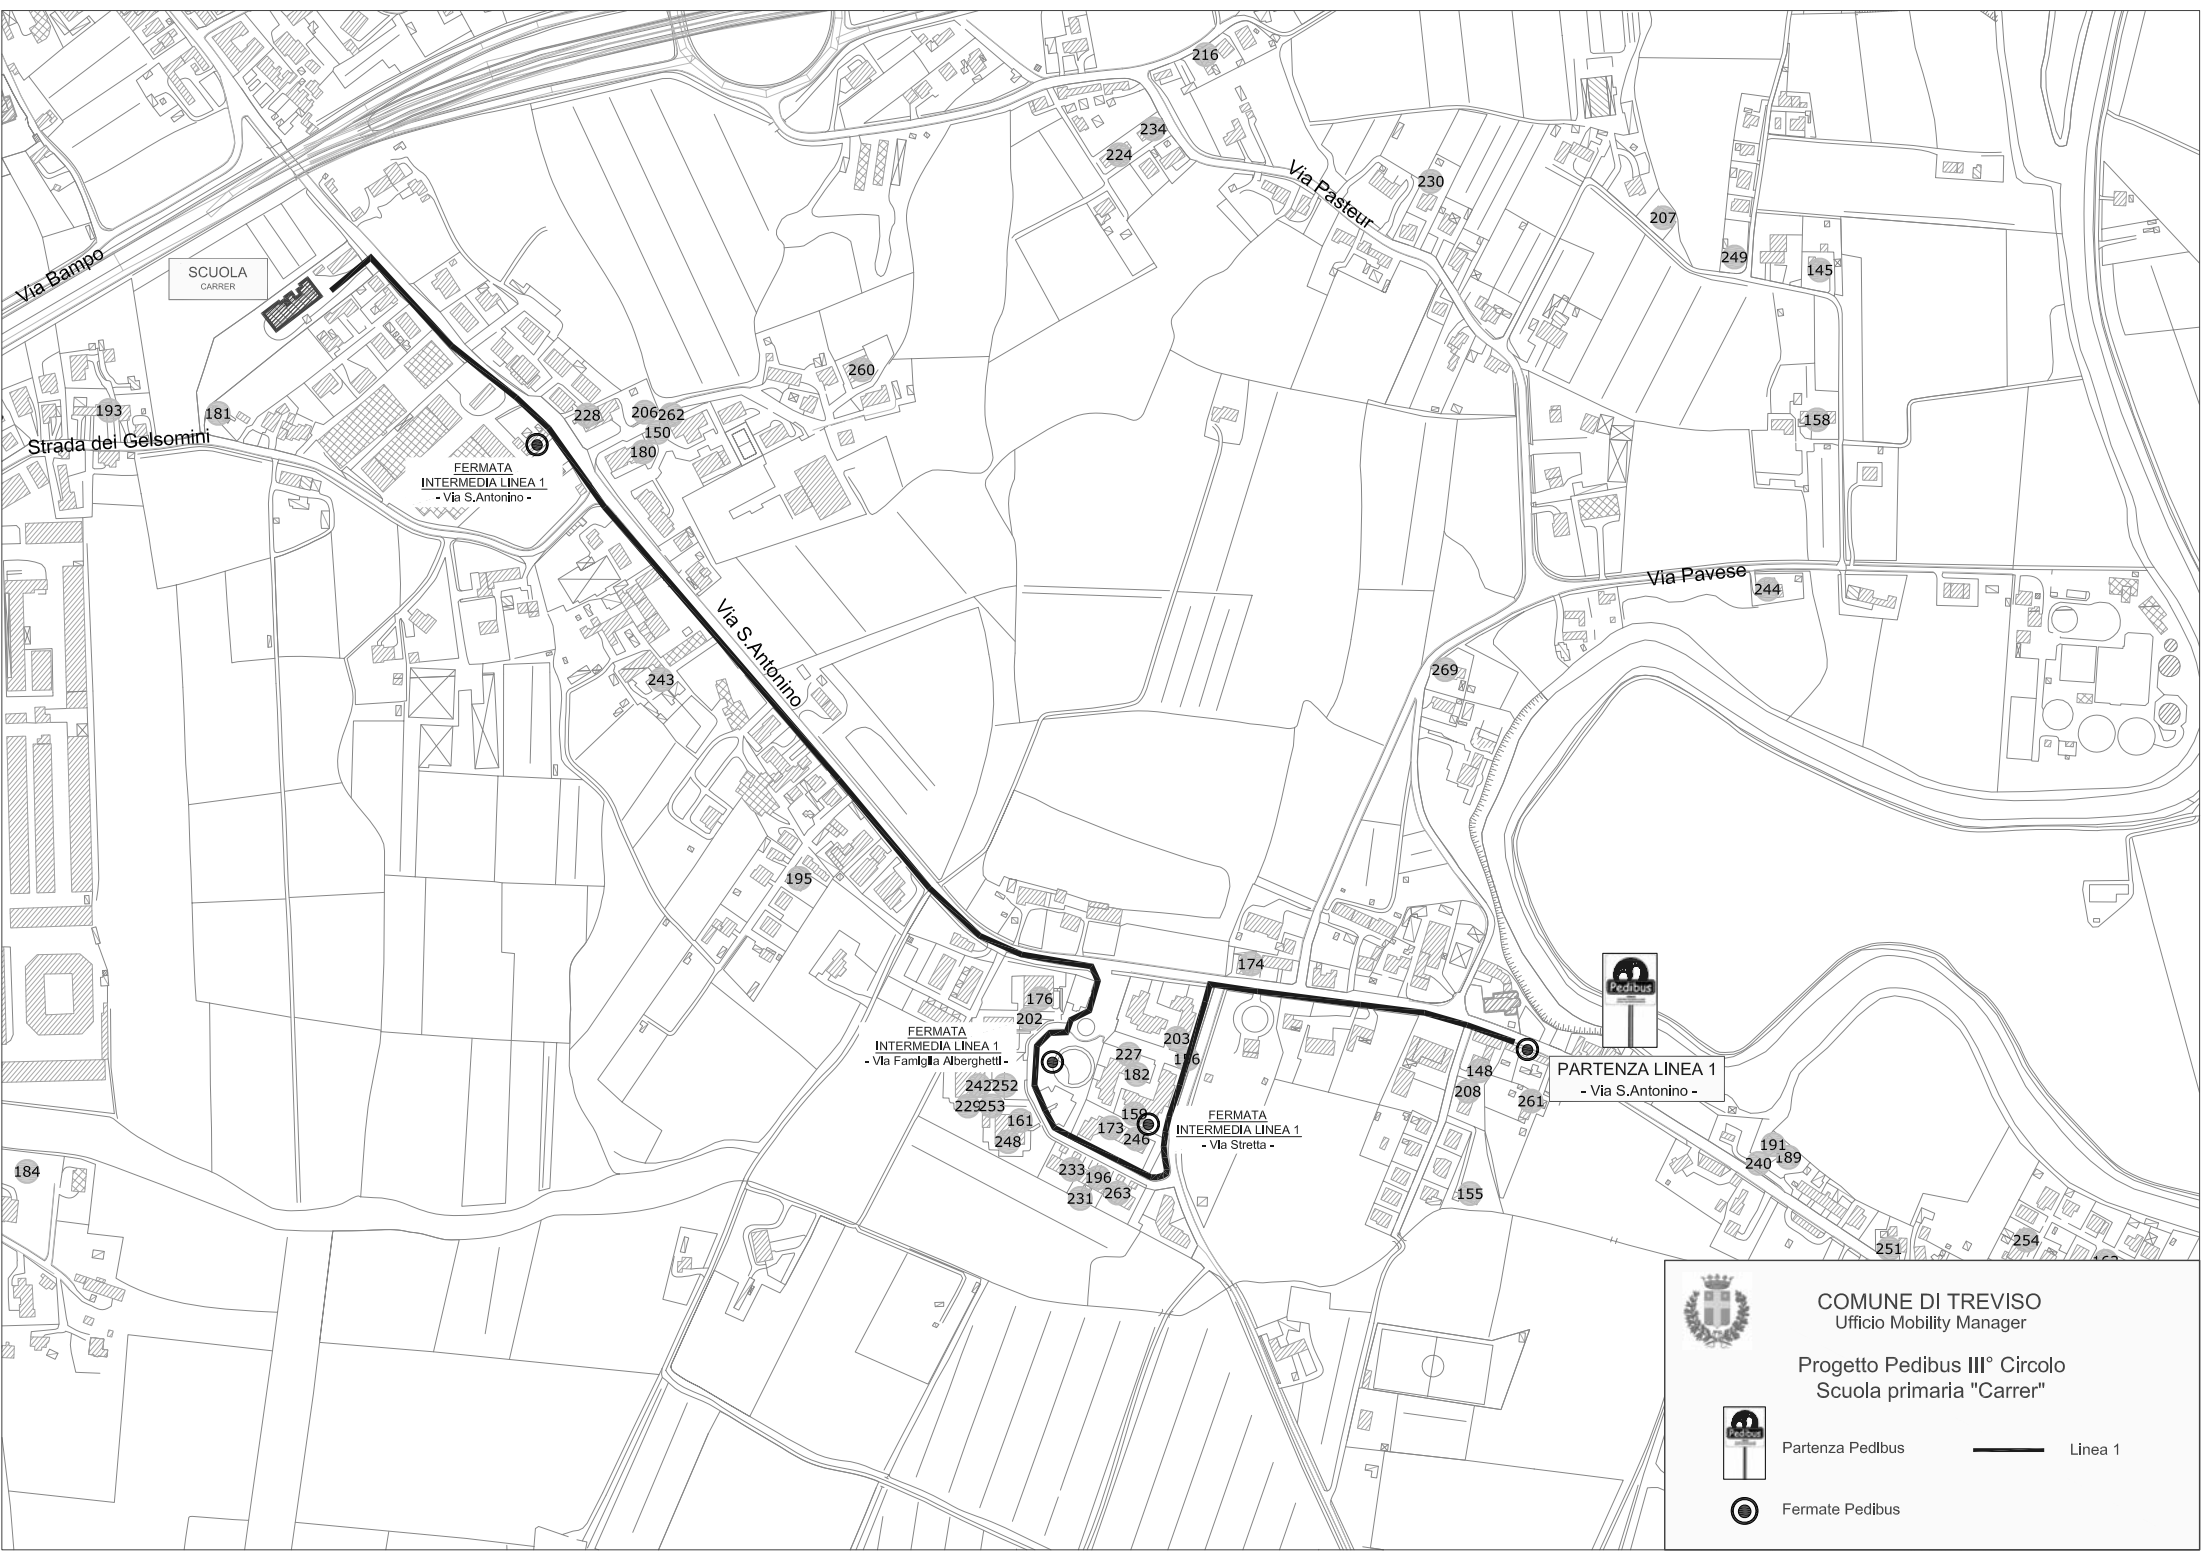 216
234
224
Via Pasteur
230
207
249
145
Via Bampo
SCUOLA
CARRER
260
193
181
228
206
262
150
180
158
Strada dei Gelsomini
FERMATA
INTERMEDIA LINEA 1
- Via S.Antonino -
Via Pavese
244
Via S.Antonino
243
269
195
174
176
202
FERMATA
INTERMEDIA LINEA 1
- Via Famiglia Alberghetti -
203
156
227
182
242
252
229
253
161
248
159
173
246
FERMATA
INTERMEDIA LINEA 1
- Via Stretta -
233
196
231
263
Pedibus
PARTENZA LINEA 1
- Via S.Antonino -
148
208
261
155
191
189
240
251
254
184
COMUNE DI TREVISO
Ufficio Mobility Manager
Progetto Pedibus III° Circolo
Scuola primaria "Carrer"
Pedibus
Partenza Pedibus
Linea 1
Fermate Pedibus